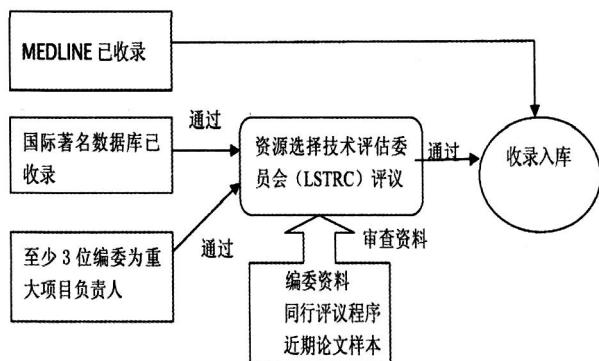 MEDLINE 已收录
国际著名数据库已
收录
通过
资源选择技术评估委
员会（LSTRC）评议
通过
收录入库
至少 3 位编委为重
大项目负责人
通过
审查资料
编委资料
同行评议程序
近期论文样本